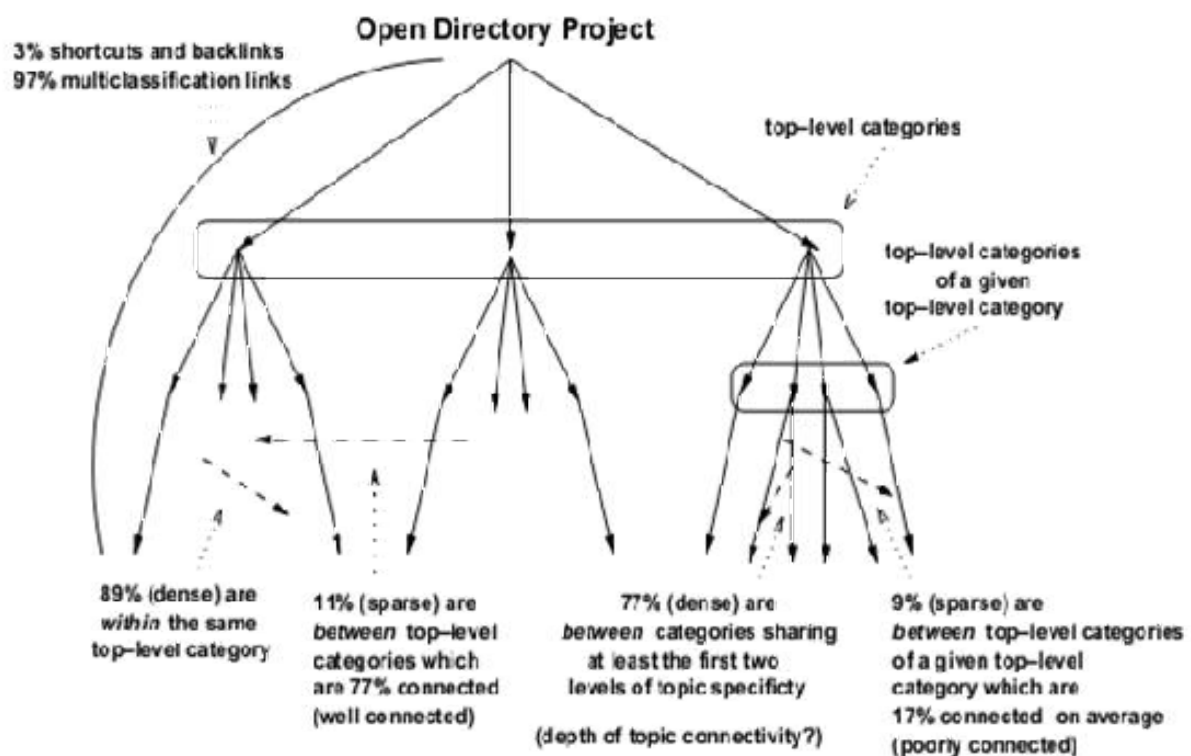 Open Directory Project
3% shortcuts and backlinks
97% multiclassification links
top-level categories
top-level categories
of a given
top-level category
89% (dense) are
within the same
top-level category
11% (sparse) are
between top-level
categories which
are 77% connected
(well connected)
77% (dense) are
between categories sharing
at least the first two
levels of topic specificty
(depth of topic connectivity?)
9% (sparse) are
between top-level categories
of a given top-level
category which are
17% connected on average
(poorly connected)